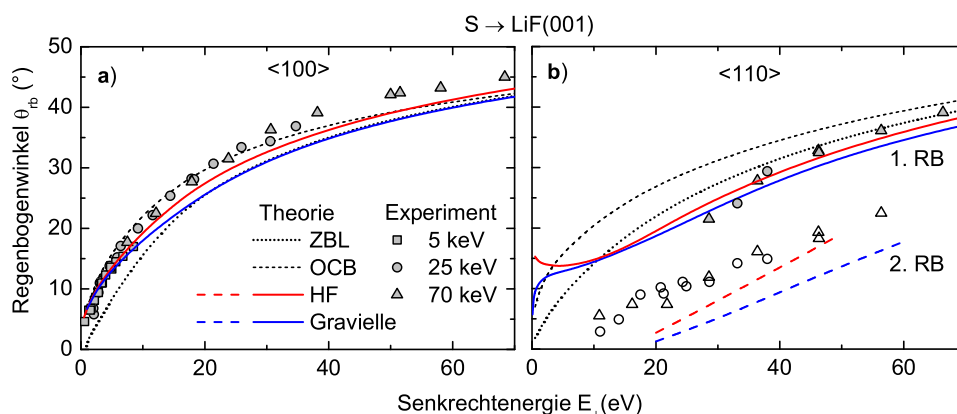 S → LiF(001)
a)
<100>
b)
<110>
Regenbogenwinkel θrb (°)
50
40
30
20
10
0
Theorie
Experiment
ZBL
5 keV
OCB
25 keV
HF
70 keV
Gravielle
1. RB
2. RB
0 20 40 60
0 20 40 60
Senkrechtenergie E⊥(eV)